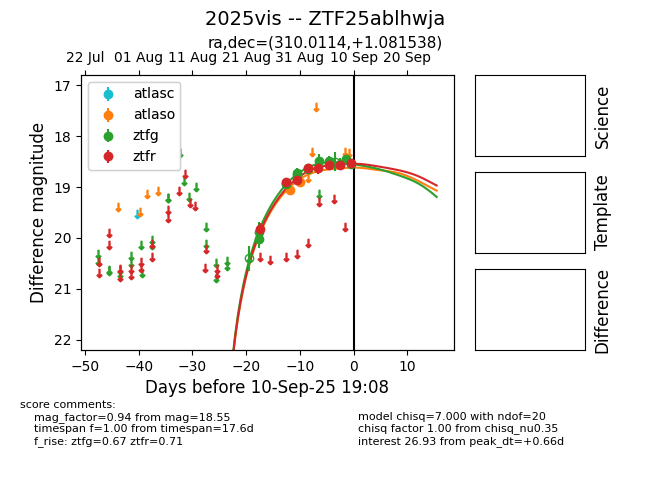 2025vis -- ZTF25ablhwja
ra,dec=(310.0114,+1.081538)
22 Jul 01 Aug 11 Aug 21 Aug 31 Aug 10 Sep 20 Sep
atlasc
atlaso
ztfg
ztfr
17
18
19
20
21
22
Difference magnitude
−50 −40 −30 −20 −10 0 10
Days before 10-Sep-25 19:08
Science
Template
Difference
score comments:
mag_factor=0.94 from mag=18.55
timespan f=1.00 from timespan=17.6d
f_rise: ztfg=0.67 ztfr=0.71
model chisq=7.000 with ndof=20
chisq factor 1.00 from chisq_nu0.35
interest 26.93 from peak_dt=+0.66d